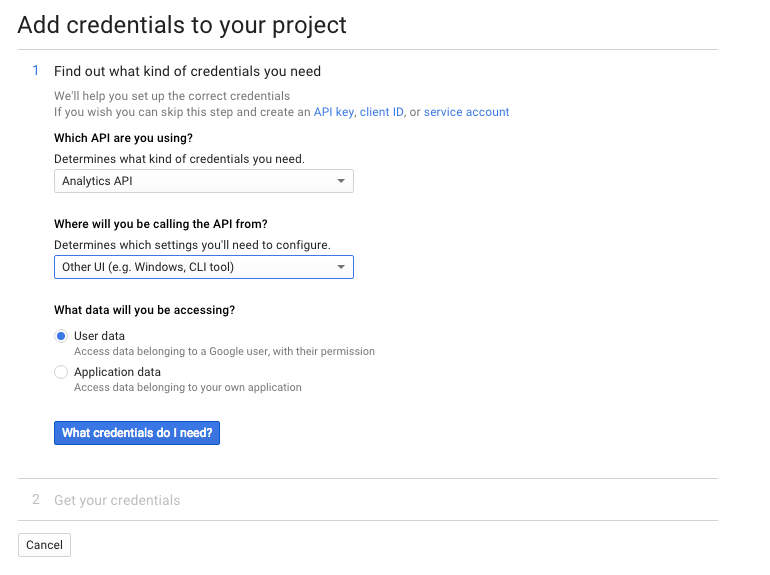 Add credentials to your project
1 Find out what kind of credentials you need
We'll help you set up the correct credentials
If you wish you can skip this step and create an API key, client ID, or service account
Which API are you using?
Determines what kind of credentials you need.
Analytics API
Where will you be calling the API from?
Determines which settings you'll need to configure.
Other UI (e.g. Windows, CLI tool)
What data will you be accessing?
User data
Access data belonging to a Google user, with their permission
Application data
Access data belonging to your own application
What credentials do I need?
2 Get your credentials
Cancel